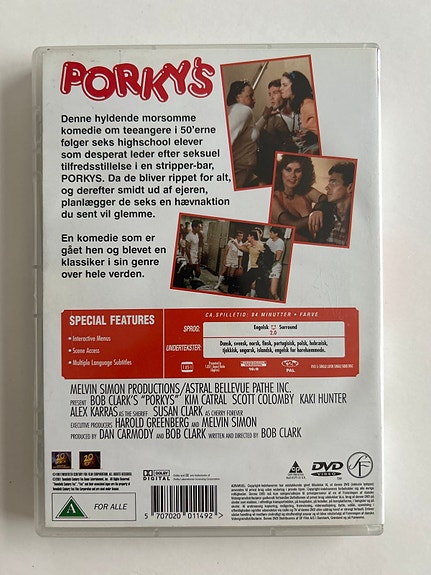 PORKY'S
Denne hylende morsomme
komedie om teeangere i 50'erne
følger seks highschool elever
som desperat leder efter seksuel
tilfredsstillelse i en stripper-bar,
PORKYS. Da de bliver rippet for alt,
og derefter smidt ud af ejeren,
planlægger de seks en hævnaktion
du sent vil glemme.
En komedie som er
gået hen og blevet en
klassiker i sin genre
over hele verden.
CA. SPILLETID: 94 MINUTTER • FARVE
SPECIAL FEATURES
• Interactive Menus
• Scene Access
• Multiple Language Subtitles
SPROG:
Engelsk Surround
2.0
UNDERTEKSTER:
Dansk, svensk, norsk, finsk, portugisisk, polsk, hebraisk,
tjekkisk, ungarsk, islandsk, engelsk for hørehæmmede.
PAL
MELVIN SIMON PRODUCTIONS/ASTRAL BELLEVUE PATHE INC.
PRESENT BOB CLARK'S "PORKYS" KIM CATRAL SCOTT COLOMBY KAKI HUNTER
ALEX KARRAS AS THE SHERIFF SUSAN CLARK AS CHERRY FOREVER
EXECUTIVE PRODUCERS HAROLD GREENBERG AND MELVIN SIMON
PRODUCED BY DAN CARMODY AND BOB CLARK WRITTEN AND DIRECTED BY BOB CLARK
DOLBY
DIGITAL
DVD
VIDEO
A
FOR ALLE
5 707020 011492 >